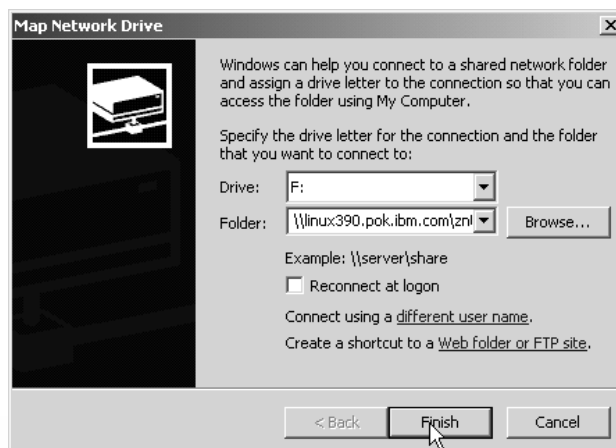 Map Network Drive
Windows can help you connect to a shared network folder
and assign a drive letter to the connection so that you can
access the folder using My Computer.
Specify the drive letter for the connection and the folder
that you want to connect to:
Drive: F:
Folder: \\linux390.pok.ibm.com\ Browse...
Example: \\server\share
Reconnect at logon
Connect using a different user name.
Create a shortcut to a Web folder or FTP site.
< Back Finish Cancel